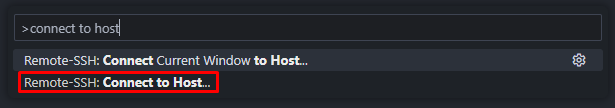 >connect to host
Remote-SSH: Connect Current Window to Host...
Remote-SSH: Connect to Host...